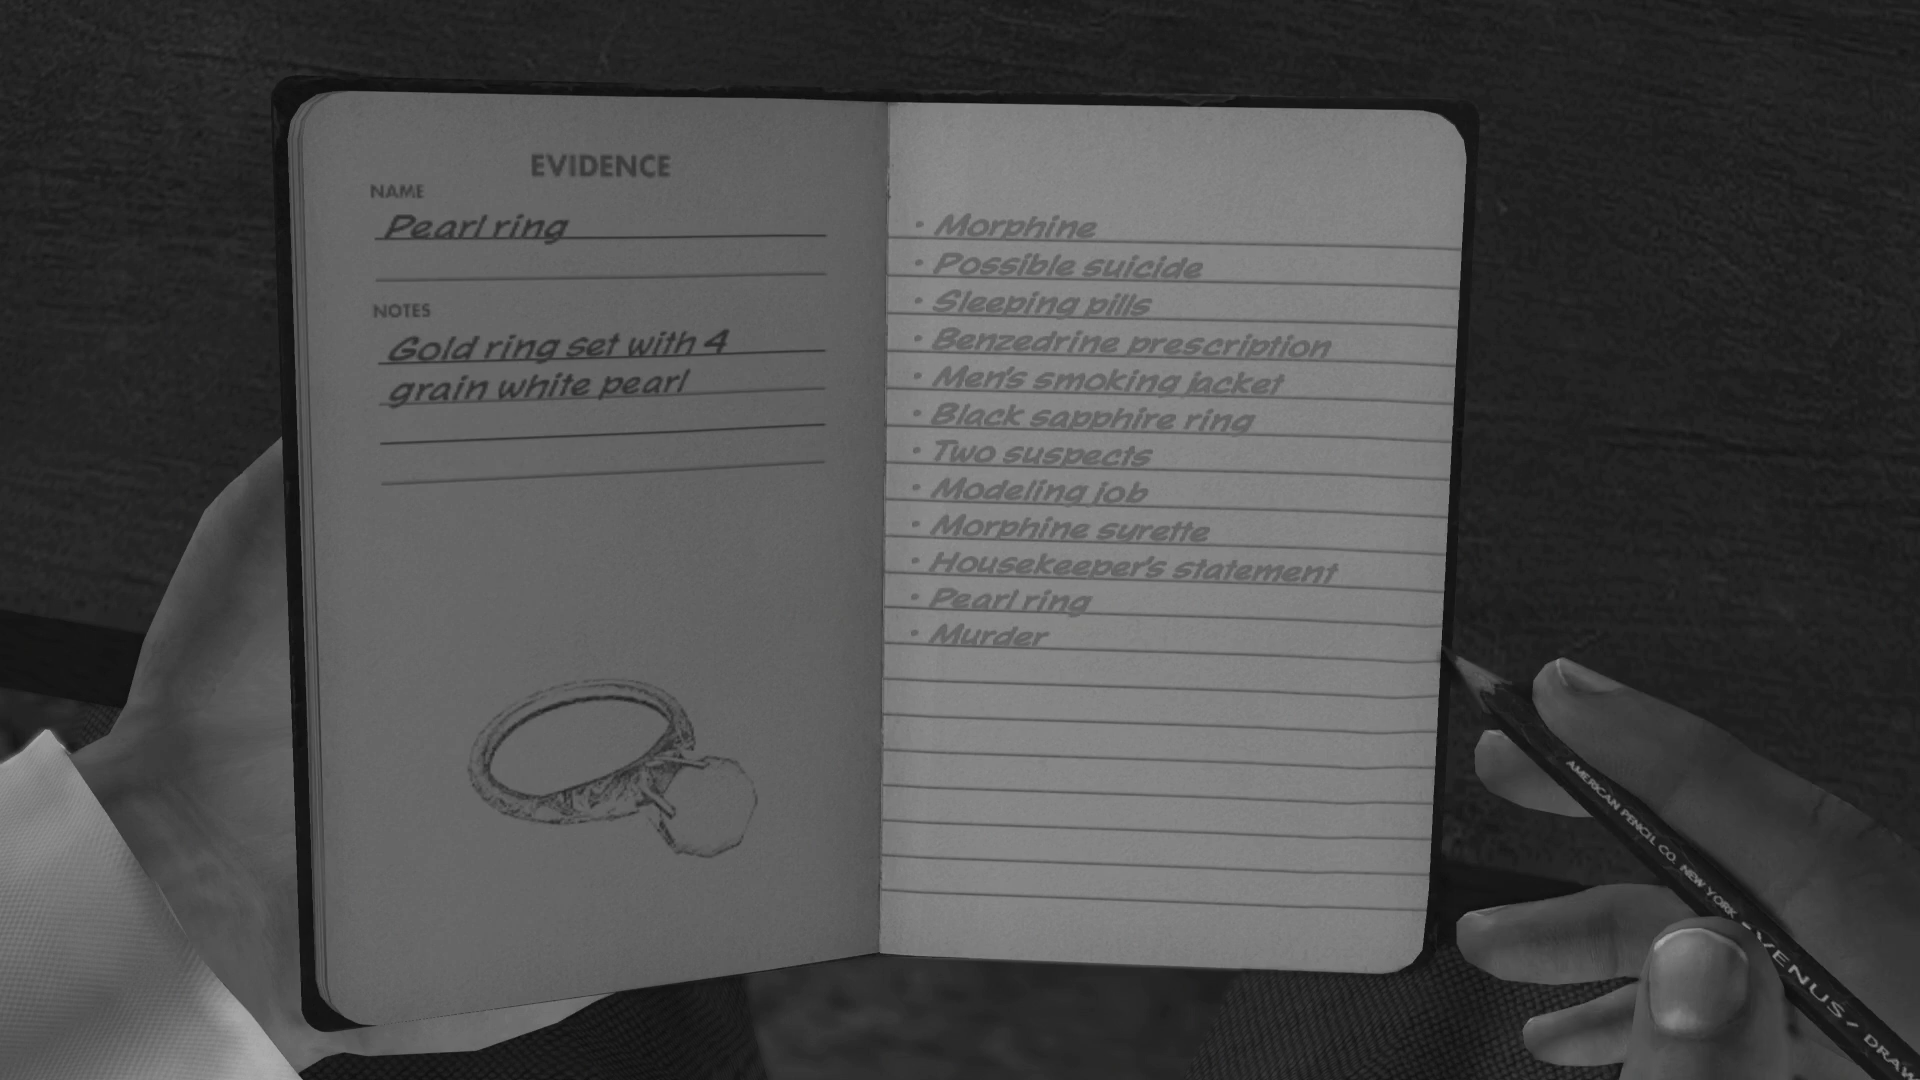 EVIDENCE
NAME
Pearl ring
NOTES
Gold ring set with 4
grain white pearl
• Morphine
• Possible suicide
• Sleeping pills
• Benzedrine prescription
• Men's smoking jacket
• Black sapphire ring
• Two suspects
• Modeling job
• Morphine syrette
• Housekeeper's statement
• Pearl ring
• Murder
AMERICAN PENCIL CO. NEW YORK
VENUS / DRAW